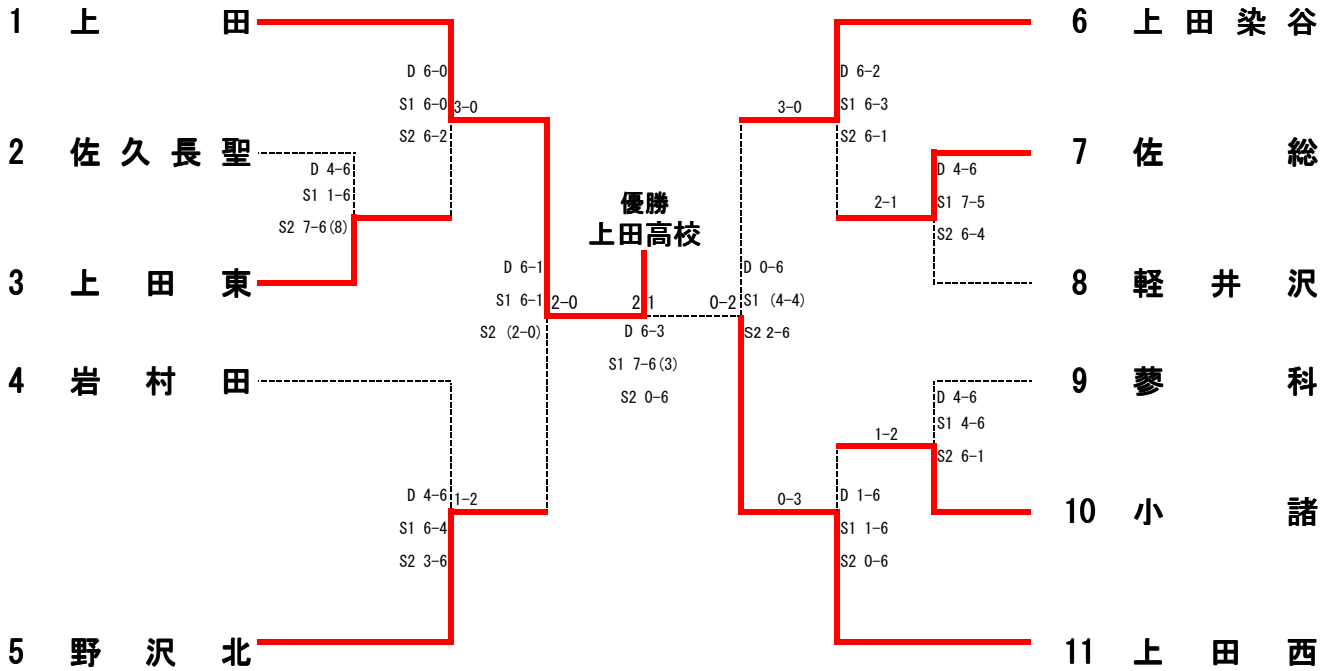 1 上田
D 6-0
S1 6-0
S2 6-2
3-0
2 佐久長聖
D 4-6
S1 1-6
S2 7-6(8)
3 上田東
D 6-1
S1 6-1
S2 (2-0)
2-0
4 岩村田
D 4-6
S1 6-4
S2 3-6
1-2
5 野沢北
優勝
上田高校
2 1
D 6-3
S1 7-6(3)
S2 0-6
6 上田染谷
3-0
D 6-2
S1 6-3
S2 6-1
7 佐総
2-1
D 4-6
S1 7-5
S2 6-4
8 軽井沢
0-2
D 0-6
S1 (4-4)
S2 2-6
9 蓼科
1-2
D 4-6
S1 4-6
S2 6-1
10 小諸
0-3
D 1-6
S1 1-6
S2 0-6
11 上田西